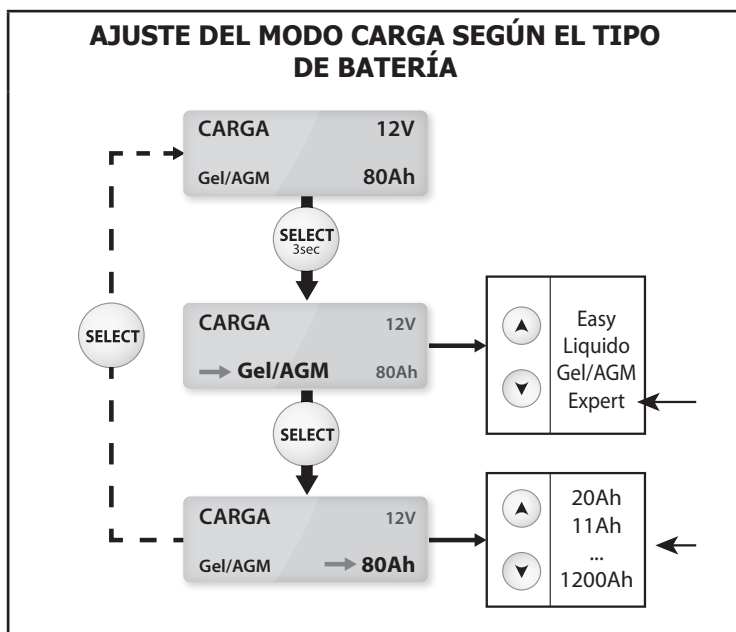 AJUSTE DEL MODO CARGA SEGÚN EL TIPO
DE BATERÍA
CARGA 12V
Gel/AGM 80Ah
SELECT
3sec
SELECT
CARGA 12V
Gel/AGM 80Ah
Easy
Liquido
Gel/AGM
Expert
SELECT
CARGA 12V
Gel/AGM 80Ah
20Ah
11Ah
...
1200Ah